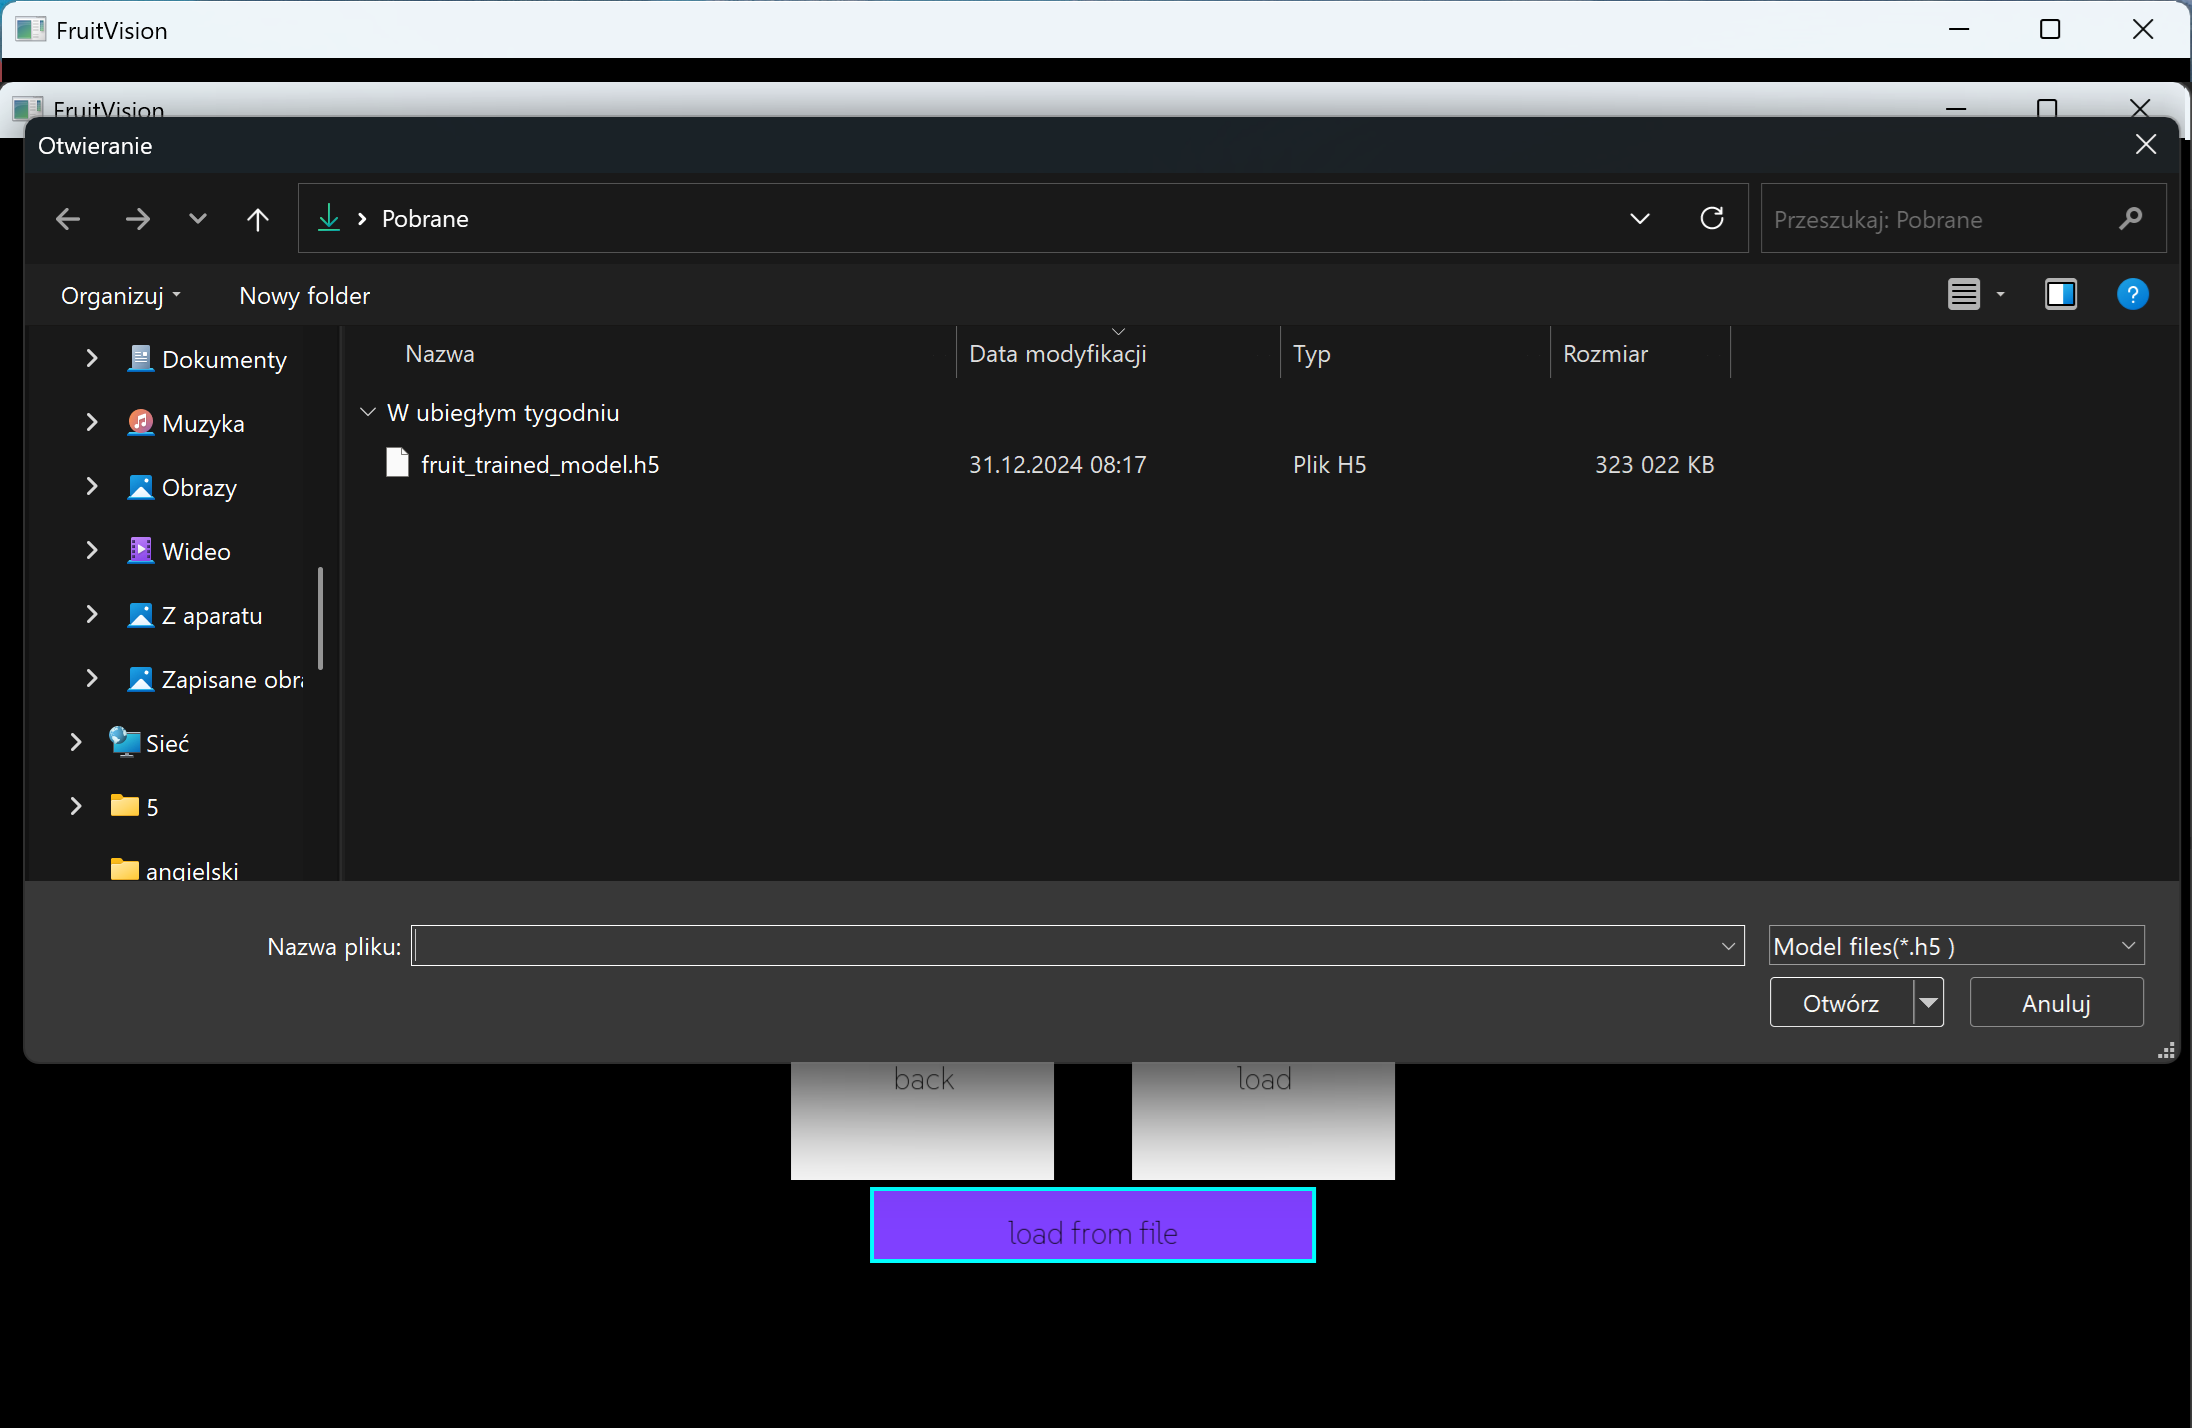 FruitVision
FruitVision
Otwieranie
Pobrane
Przeszukaj: Pobrane
Organizuj
Nowy folder
?
Nazwa
Data modyfikacji
Typ
Rozmiar
Dokumenty
Muzyka
Obrazy
Wideo
Z aparatu
Zapisane obra
Sieć
5
angielski
W ubiegłym tygodniu
fruit_trained_model.h5
31.12.2024 08:17
Plik H5
323 022 KB
Nazwa pliku:
Model files(*.h5 )
Otwórz
Anuluj
back
load
load from file